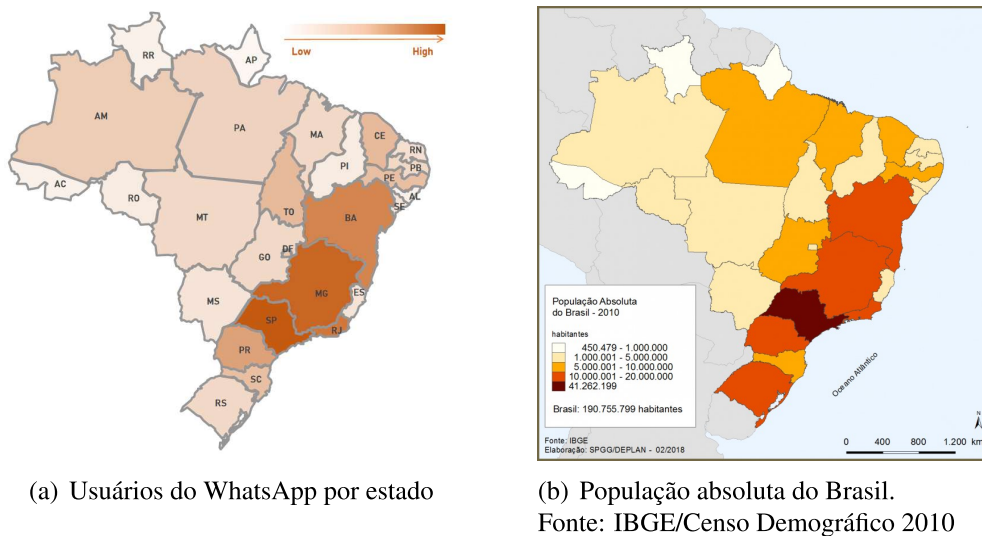 Low
High
RR
AP
AM
PA
MA
CE
RN
PB
PI
PE
AC
AL
SE
RO
TO
BA
MT
DF
GO
MG
ES
MS
SP
RJ
PR
SC
RS
População Absoluta
do Brasil - 2010
habitantes
450.479 - 1.000.000
1.000.001 - 5.000.000
5.000.001 - 10.000.000
10.000.001 - 20.000.000
41.262.199
Brasil: 190.755.799 habitantes
Fonte: IBGE
Elaboração: SPGG/DEPLAN - 02/2018
Oceano Atlântico
N
0 400 800 1.200 km
(a) Usuários do WhatsApp por estado
(b) População absoluta do Brasil.
Fonte: IBGE/Censo Demográfico 2010